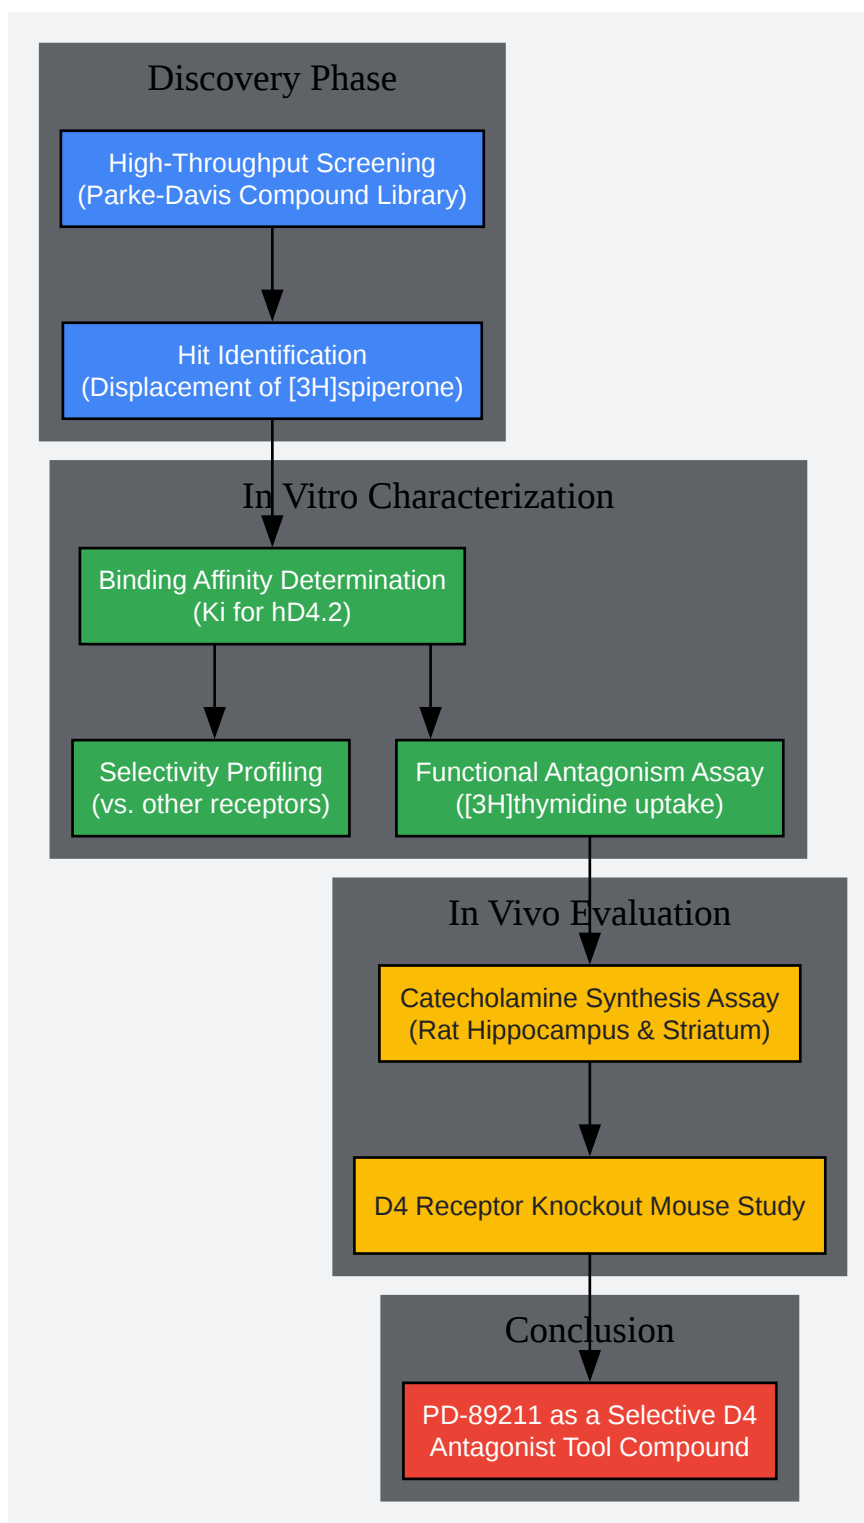 Discovery Phase
High-Throughput Screening
(Parke-Davis Compound Library)
Hit Identification
(Displacement of [3H]spiperone)
In Vitro Characterization
Binding Affinity Determination
(Ki for hD4.2)
Selectivity Profiling
(vs. other receptors)
Functional Antagonism Assay
([3H]thymidine uptake)
In Vivo Evaluation
Catecholamine Synthesis Assay
(Rat Hippocampus & Striatum)
D4 Receptor Knockout Mouse Study
Conclusion
PD-89211 as a Selective D4
Antagonist Tool Compound